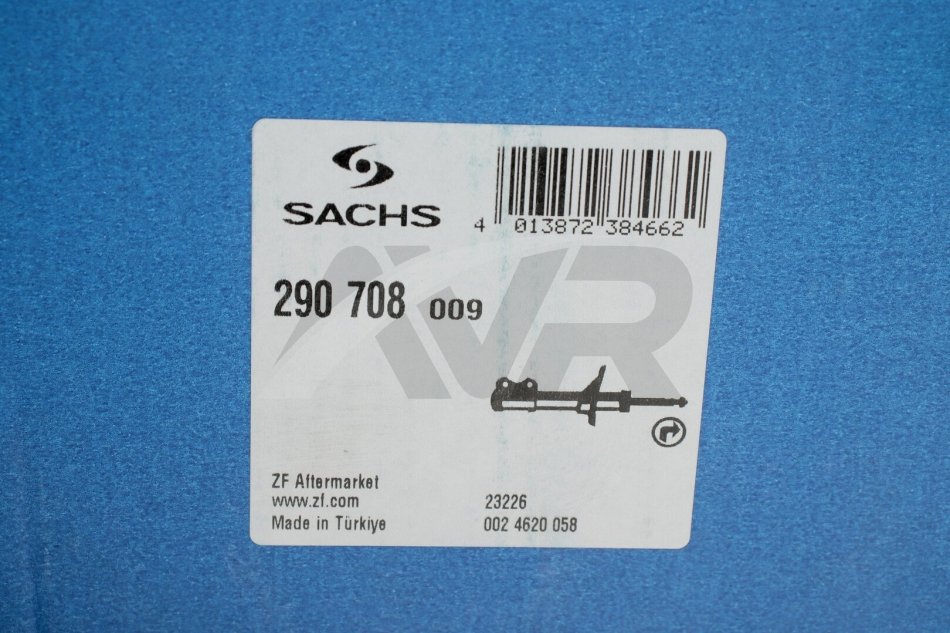 SACHS
4 013872 384662
290 708 009
AVR
ZF Aftermarket
www.zf.com
Made in Türkiye
23226
002 4620 058